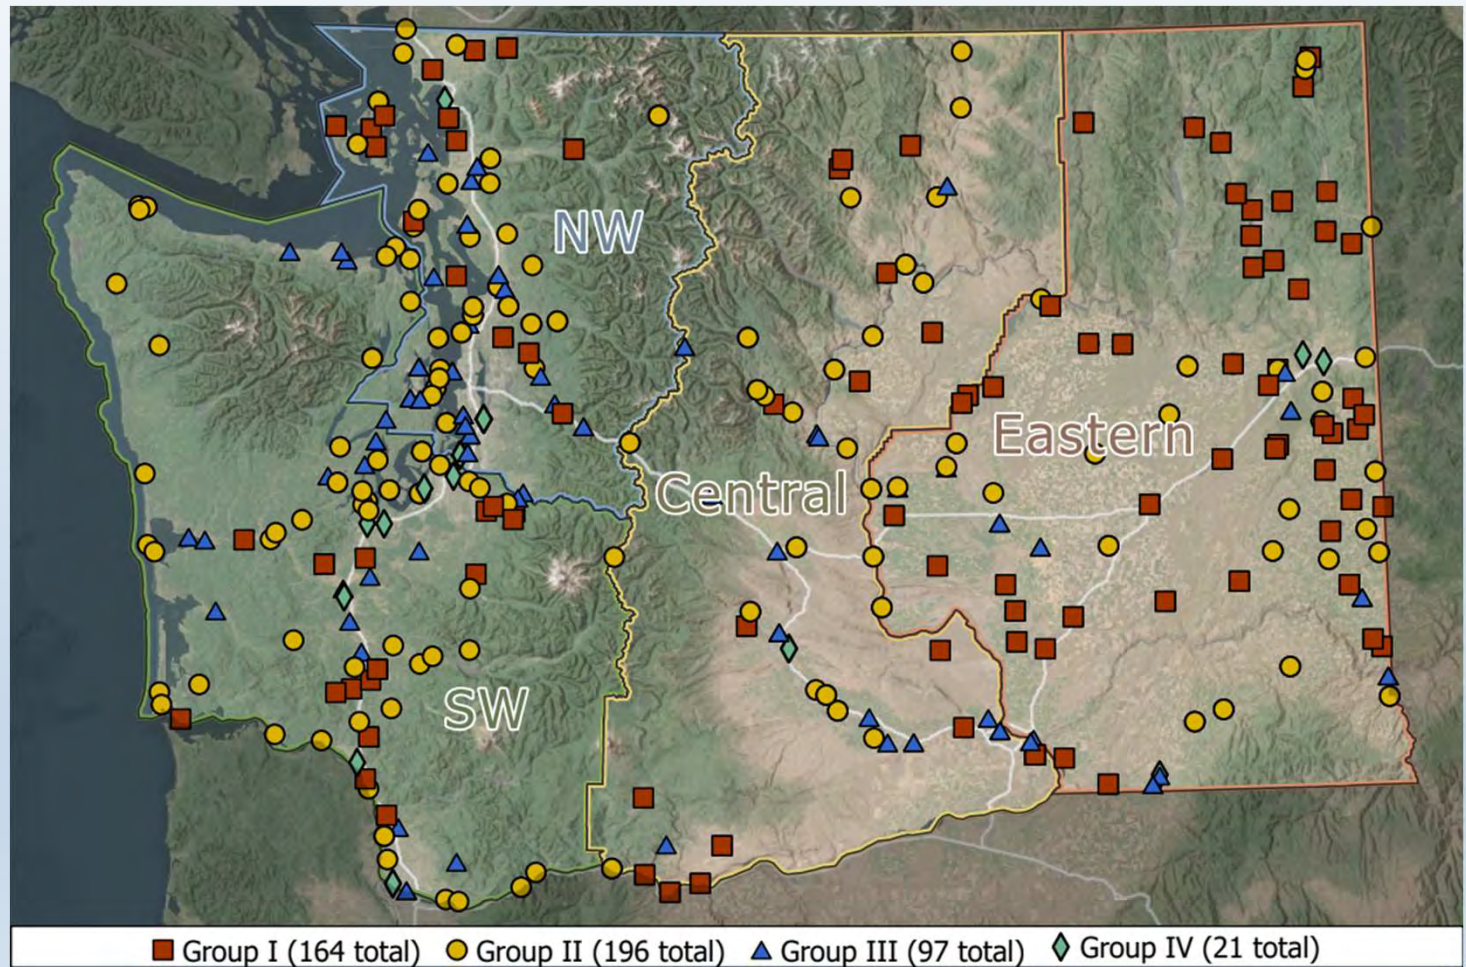 NW
Eastern
Central
SW
Group I (164 total) Group II (196 total) Group III (97 total) Group IV (21 total)